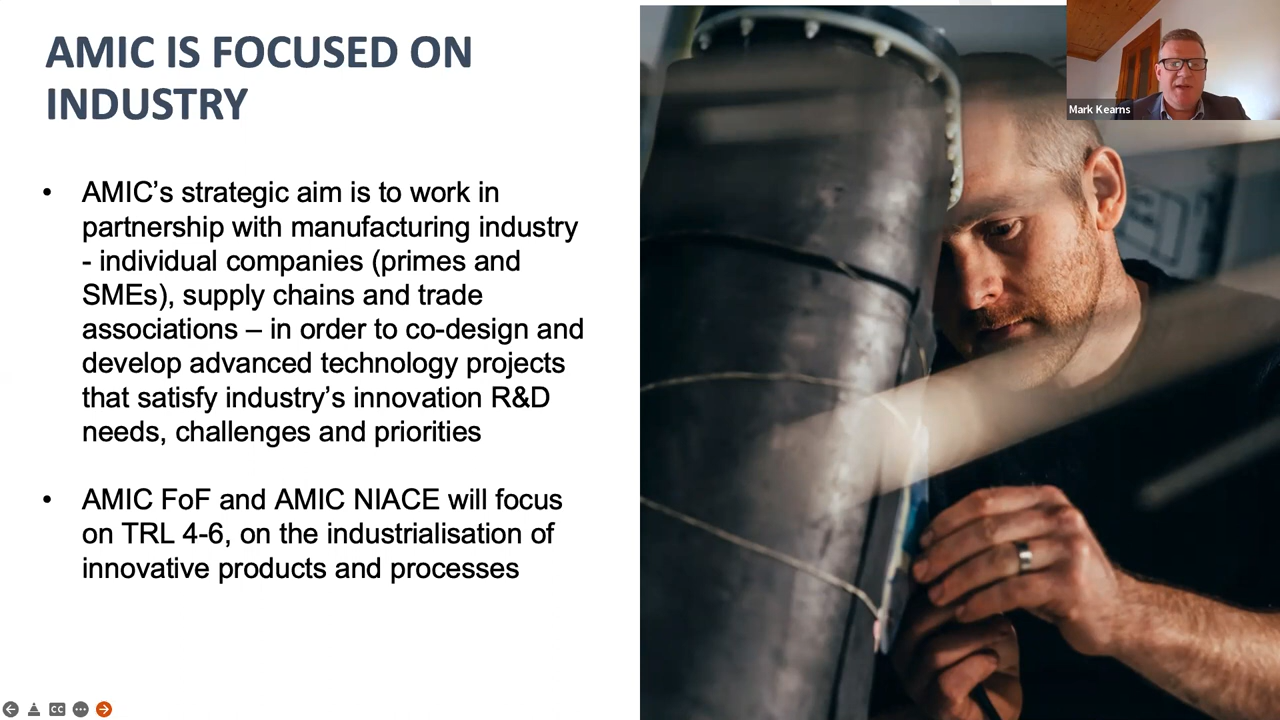 AMIC IS FOCUSED ON
INDUSTRY
Mark Kearns
• AMIC’s strategic aim is to work in
partnership with manufacturing industry
- individual companies (primes and
SMEs), supply chains and trade
associations – in order to co-design and
develop advanced technology projects
that satisfy industry’s innovation R&D
needs, challenges and priorities
• AMIC FoF and AMIC NIACE will focus
on TRL 4-6, on the industrialisation of
innovative products and processes
CC